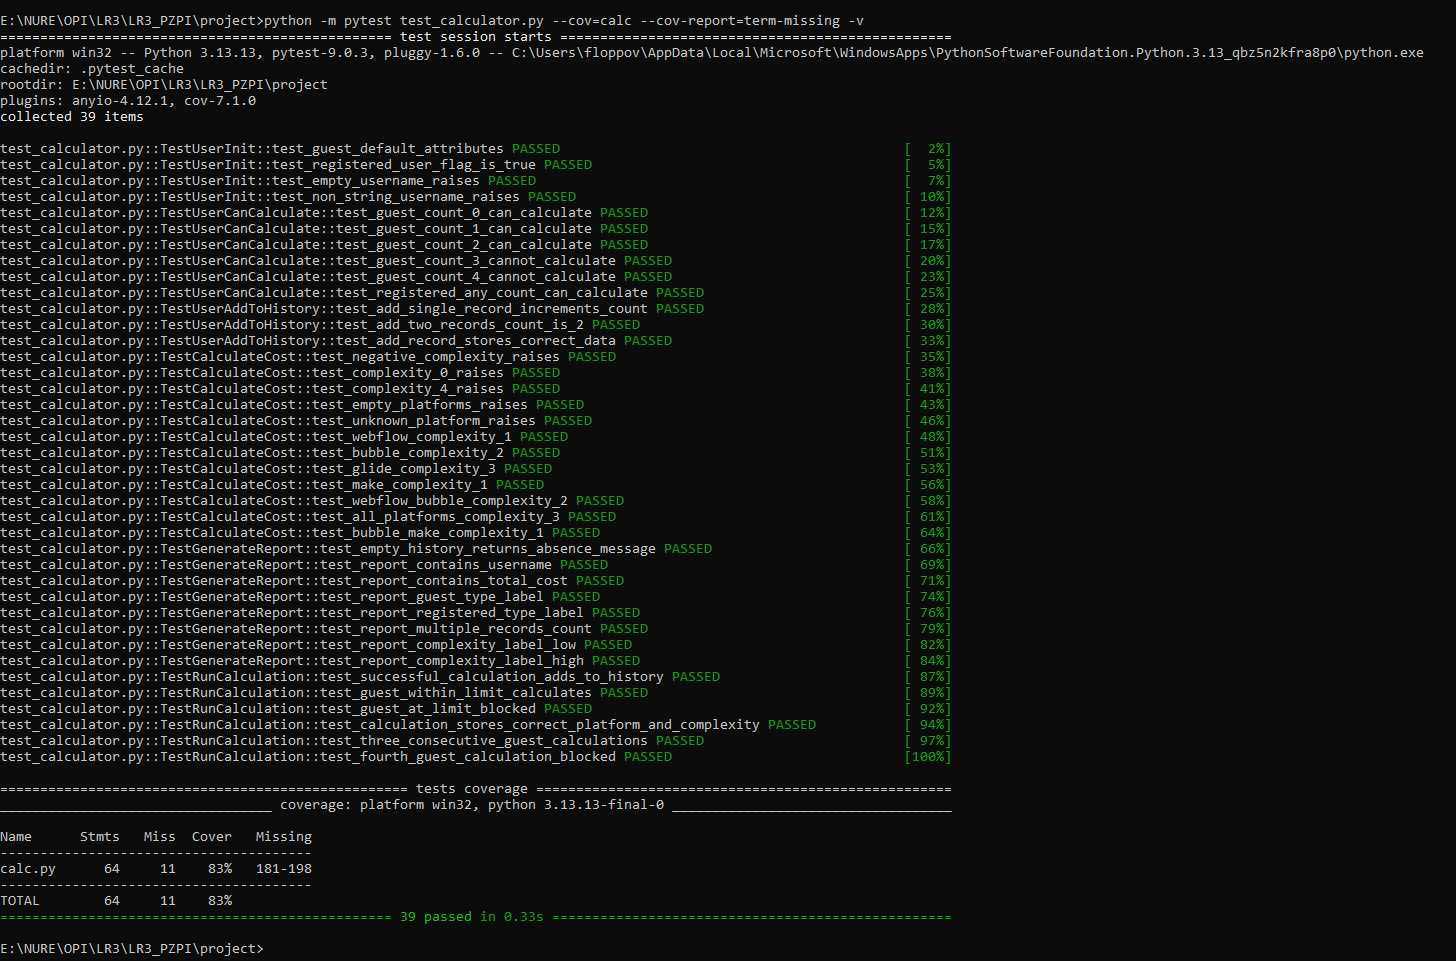 E:\NURE\OPI\LR3\LR3_PZPI\project>python -m pytest test_calculator.py --cov=calc --cov-report=term-missing -v
================================================= test session starts ==================================================
platform win32 -- Python 3.13.13, pytest-9.0.3, pluggy-1.6.0 -- C:\Users\floppov\AppData\Local\Microsoft\WindowsApps\PythonSoftwareFoundation.Python.3.13_qbz5n2kfra8p0\python.exe
cachedir: .pytest_cache
rootdir: E:\NURE\OPI\LR3\LR3_PZPI\project
plugins: anyio-4.12.1, cov-7.1.0
collected 39 items
test_calculator.py::TestUserInit::test_guest_default_attributes PASSED [  2%]
test_calculator.py::TestUserInit::test_registered_user_flag_is_true PASSED [  5%]
test_calculator.py::TestUserInit::test_empty_username_raises PASSED [  7%]
test_calculator.py::TestUserInit::test_non_string_username_raises PASSED [ 10%]
test_calculator.py::TestUserCanCalculate::test_guest_count_0_can_calculate PASSED [ 12%]
test_calculator.py::TestUserCanCalculate::test_guest_count_1_can_calculate PASSED [ 15%]
test_calculator.py::TestUserCanCalculate::test_guest_count_2_can_calculate PASSED [ 17%]
test_calculator.py::TestUserCanCalculate::test_guest_count_3_cannot_calculate PASSED [ 20%]
test_calculator.py::TestUserCanCalculate::test_guest_count_4_cannot_calculate PASSED [ 23%]
test_calculator.py::TestUserCanCalculate::test_registered_any_count_can_calculate PASSED [ 25%]
test_calculator.py::TestUserAddToHistory::test_add_single_record_increments_count PASSED [ 28%]
test_calculator.py::TestUserAddToHistory::test_add_two_records_count_is_2 PASSED [ 30%]
test_calculator.py::TestUserAddToHistory::test_add_record_stores_correct_data PASSED [ 33%]
test_calculator.py::TestCalculateCost::test_negative_complexity_raises PASSED [ 35%]
test_calculator.py::TestCalculateCost::test_complexity_0_raises PASSED [ 38%]
test_calculator.py::TestCalculateCost::test_complexity_4_raises PASSED [ 41%]
test_calculator.py::TestCalculateCost::test_empty_platforms_raises PASSED [ 43%]
test_calculator.py::TestCalculateCost::test_unknown_platform_raises PASSED [ 46%]
test_calculator.py::TestCalculateCost::test_webflow_complexity_1 PASSED [ 48%]
test_calculator.py::TestCalculateCost::test_bubble_complexity_2 PASSED [ 51%]
test_calculator.py::TestCalculateCost::test_glide_complexity_3 PASSED [ 53%]
test_calculator.py::TestCalculateCost::test_make_complexity_1 PASSED [ 56%]
test_calculator.py::TestCalculateCost::test_webflow_bubble_complexity_2 PASSED [ 58%]
test_calculator.py::TestCalculateCost::test_all_platforms_complexity_3 PASSED [ 61%]
test_calculator.py::TestCalculateCost::test_bubble_make_complexity_1 PASSED [ 64%]
test_calculator.py::TestGenerateReport::test_empty_history_returns_absence_message PASSED [ 66%]
test_calculator.py::TestGenerateReport::test_report_contains_username PASSED [ 69%]
test_calculator.py::TestGenerateReport::test_report_contains_total_cost PASSED [ 71%]
test_calculator.py::TestGenerateReport::test_report_guest_type_label PASSED [ 74%]
test_calculator.py::TestGenerateReport::test_report_registered_type_label PASSED [ 76%]
test_calculator.py::TestGenerateReport::test_report_multiple_records_count PASSED [ 79%]
test_calculator.py::TestGenerateReport::test_report_complexity_label_low PASSED [ 82%]
test_calculator.py::TestGenerateReport::test_report_complexity_label_high PASSED [ 84%]
test_calculator.py::TestRunCalculation::test_successful_calculation_adds_to_history PASSED [ 87%]
test_calculator.py::TestRunCalculation::test_guest_within_limit_calculates PASSED [ 89%]
test_calculator.py::TestRunCalculation::test_guest_at_limit_blocked PASSED [ 92%]
test_calculator.py::TestRunCalculation::test_calculation_stores_correct_platform_and_complexity PASSED [ 94%]
test_calculator.py::TestRunCalculation::test_three_consecutive_guest_calculations PASSED [ 97%]
test_calculator.py::TestRunCalculation::test_fourth_guest_calculation_blocked PASSED [100%]
=================================================== tests coverage ====================================================
__________________________________ coverage: platform win32, python 3.13.13-final-0 ___________________________________
Name      Stmts   Miss  Cover   Missing
---------------------------------------
calc.py      64     11    83%   181-198
---------------------------------------
TOTAL        64     11    83%
================================================= 39 passed in 0.33s ==================================================
E:\NURE\OPI\LR3\LR3_PZPI\project>